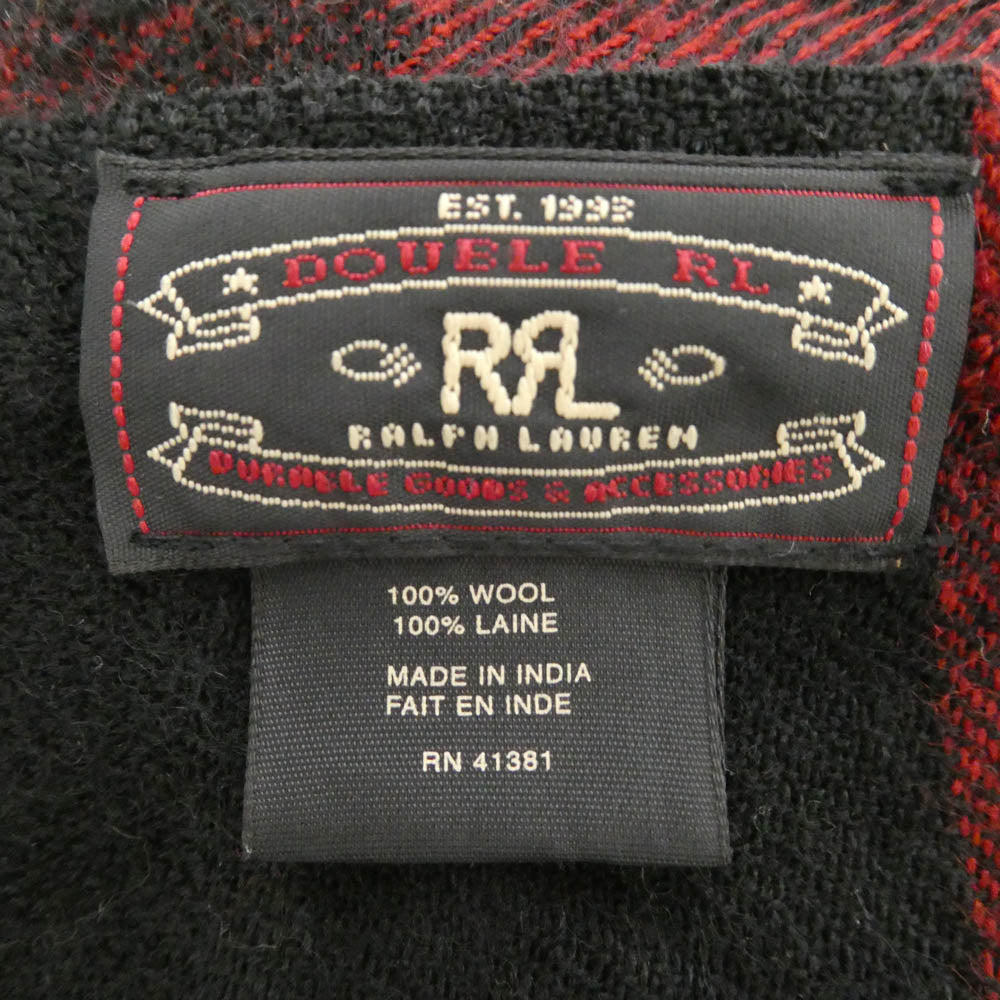 EST. 1993
DOUBLE RL
RRL
RALPH LAUREN
DURABLE GOODS & ACCESSORIES
100% WOOL
100% LAINE
MADE IN INDIA
FAIT EN INDE
RN 41381